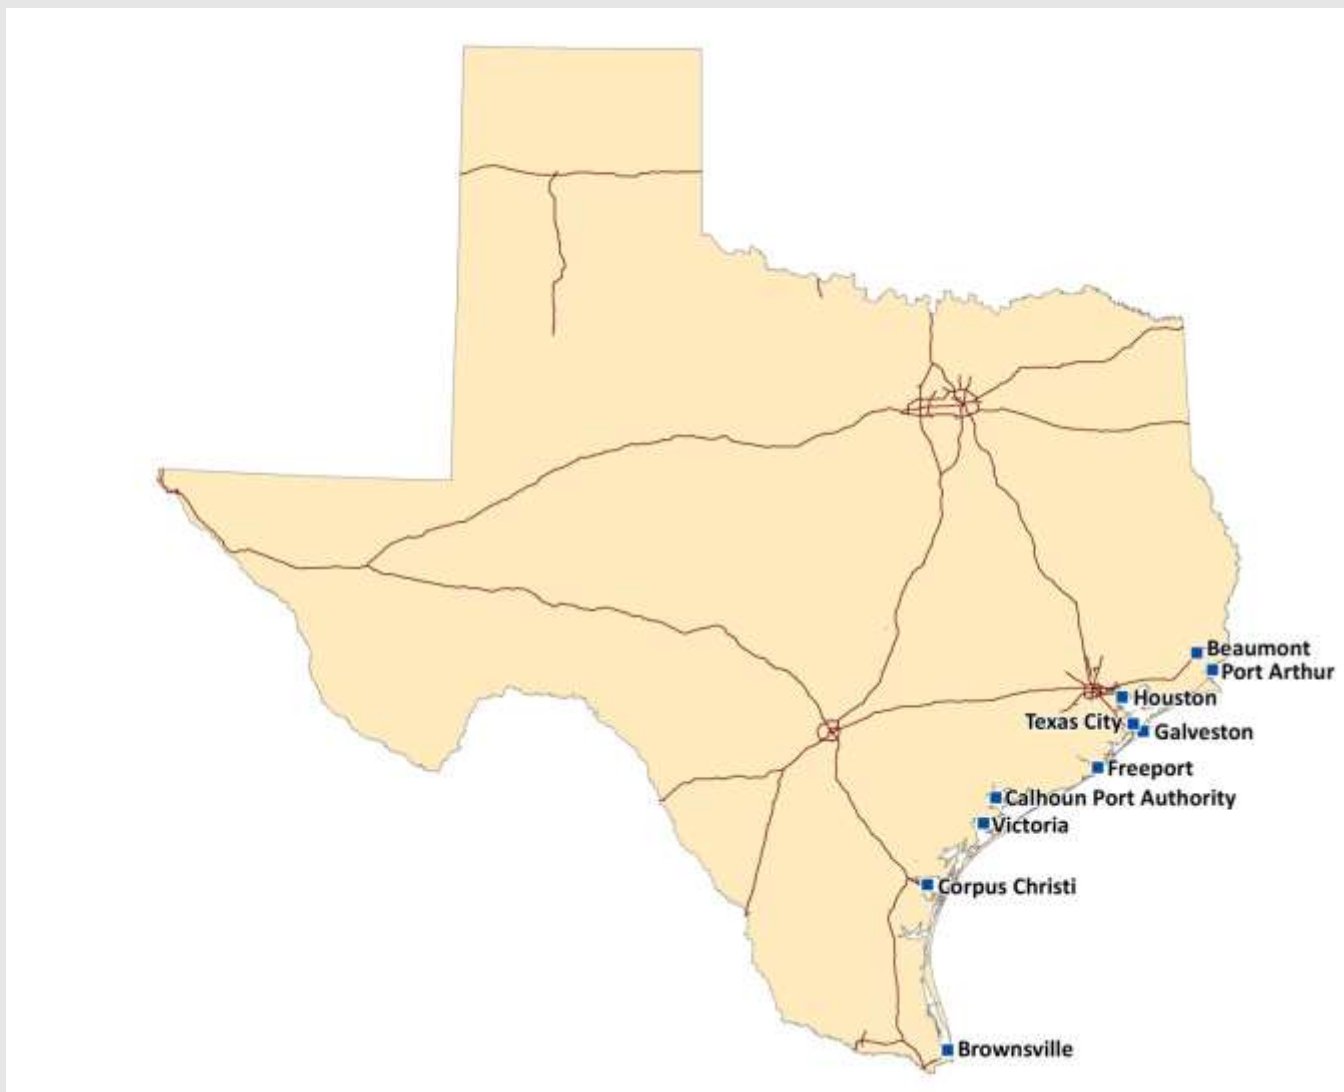 Beaumont
Port Arthur
Houston
Texas City
Galveston
Freeport
Calhoun Port Authority
Victoria
Corpus Christi
Brownsville